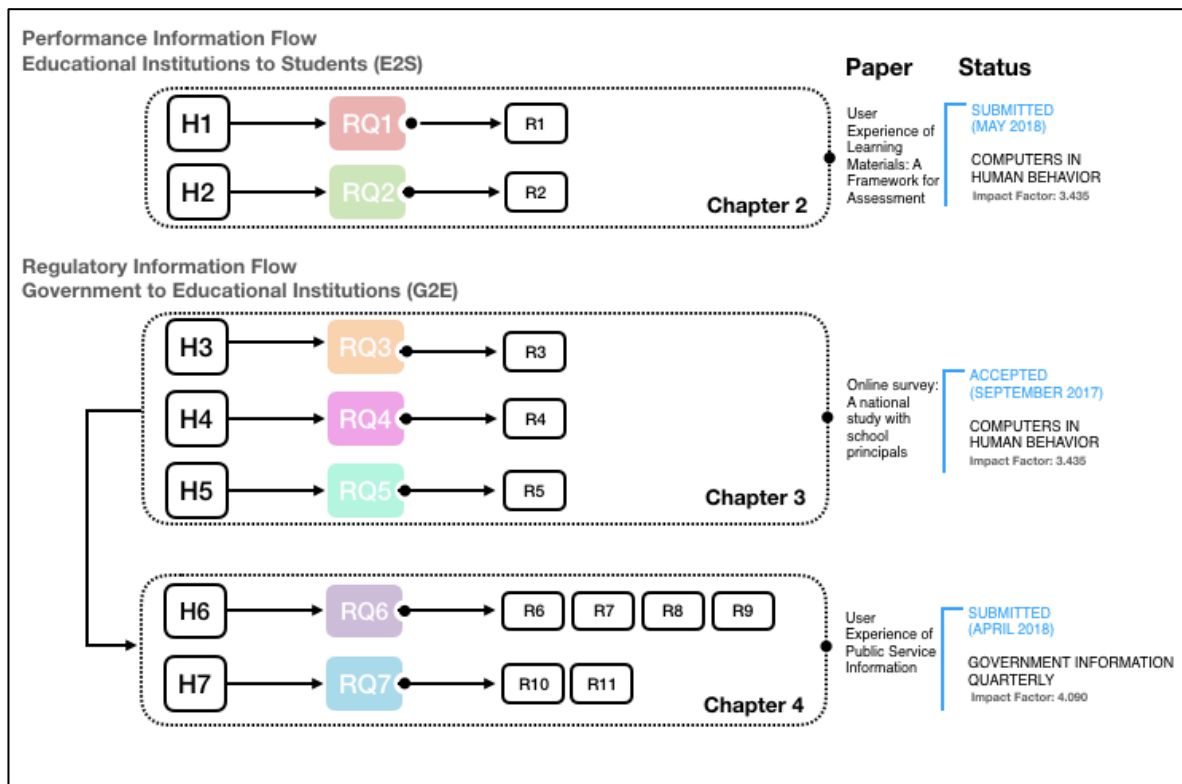 Performance Information Flow
Educational Institutions to Students (E2S)
Paper
Status
H1
RQ1
R1
H2
RQ2
R2
Chapter 2
User
Experience of
Learning
Materials: A
Framework for
Assessment
SUBMITTED
(MAY 2018)
COMPUTERS IN
HUMAN BEHAVIOR
Impact Factor: 3.435
Regulatory Information Flow
Government to Educational Institutions (G2E)
H3
RQ3
R3
H4
RQ4
R4
H5
RQ5
R5
Chapter 3
Online survey:
A national
study with
school
principals
ACCEPTED
(SEPTEMBER 2017)
COMPUTERS IN
HUMAN BEHAVIOR
Impact Factor: 3.435
H6
RQ6
R6
R7
R8
R9
H7
RQ7
R10
R11
Chapter 4
User
Experience of
Public Service
Information
SUBMITTED
(APRIL 2018)
GOVERNMENT INFORMATION
QUARTERLY
Impact Factor: 4.090